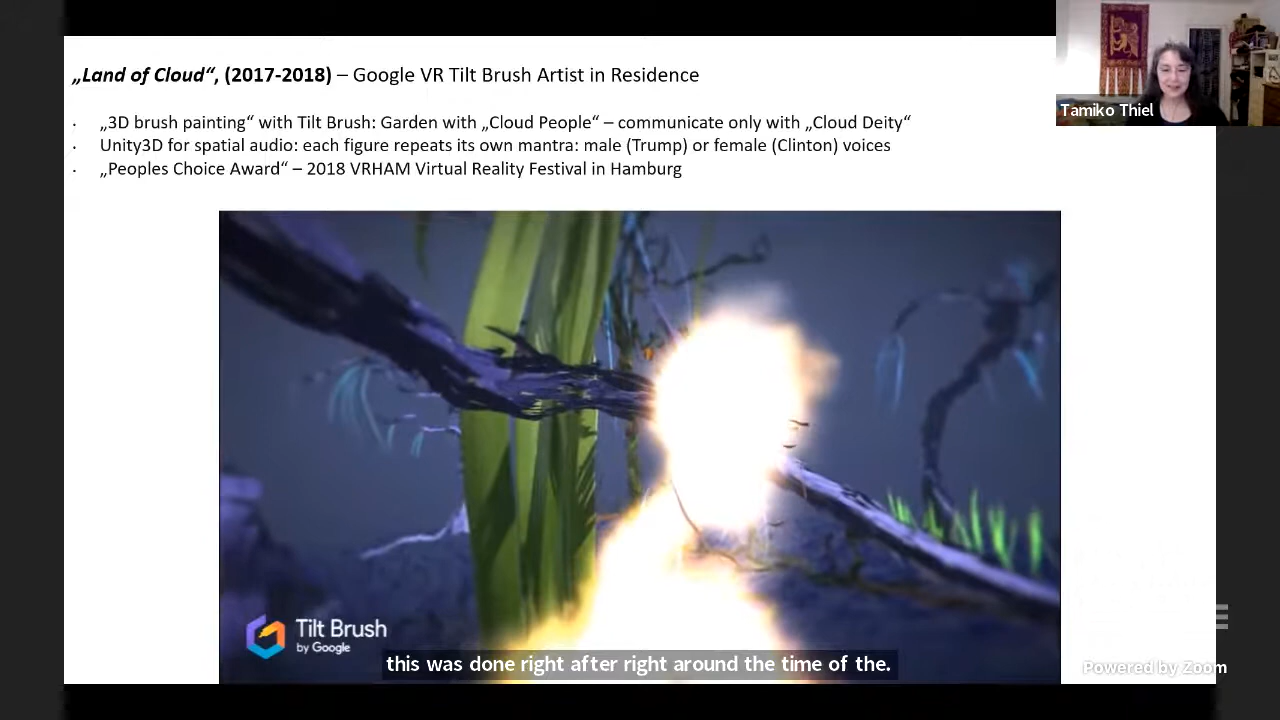 „Land of Cloud“, (2017-2018) – Google VR Tilt Brush Artist in Residence
Tamiko Thiel
· „3D brush painting“ with Tilt Brush: Garden with „Cloud People“ – communicate only with „Cloud Deity“
· Unity3D for spatial audio: each figure repeats its own mantra: male (Trump) or female (Clinton) voices
· „Peoples Choice Award“ – 2018 VRHAM Virtual Reality Festival in Hamburg
Tilt Brush
by Google
this was done right after right around the time of the.
Powered by Zoom